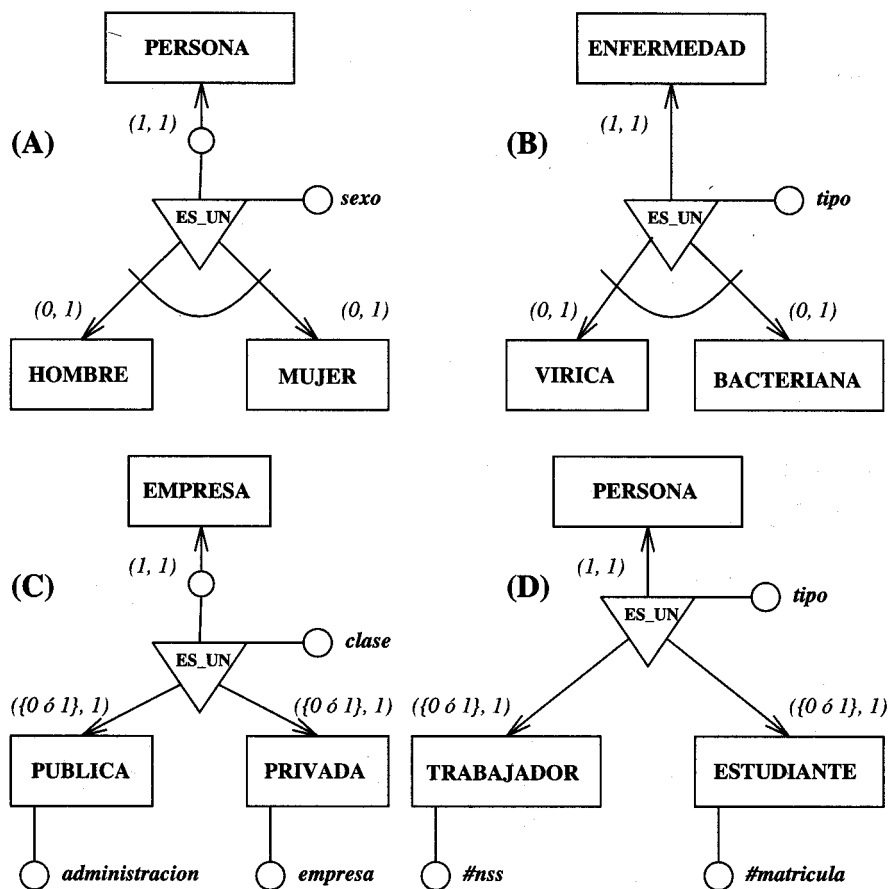 PERSONA
(1, 1)
(A)
ES_UN
sexo
(0, 1)
(0, 1)
HOMBRE
MUJER
ENFERMEDAD
(1, 1)
(B)
ES_UN
tipo
(0, 1)
(0, 1)
VIRICA
BACTERIANA
EMPRESA
(1, 1)
(C)
ES_UN
clase
({0 ó 1}, 1)
({0 ó 1}, 1)
PUBLICA
PRIVADA
administracion
empresa
PERSONA
(1, 1)
(D)
ES_UN
tipo
({0 ó 1}, 1)
({0 ó 1}, 1)
TRABAJADOR
ESTUDIANTE
#nss
#matricula